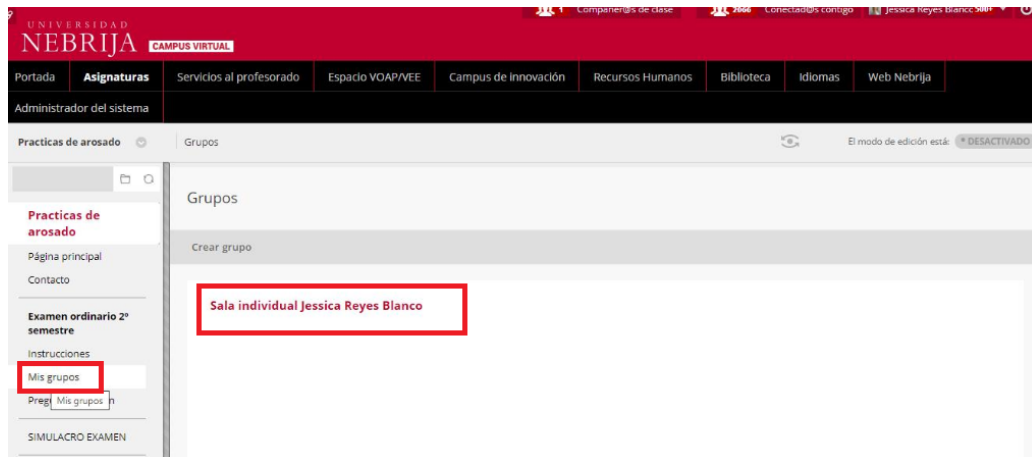 1 Compañer@s de clase 2066 Conectad@s contigo Jessica Reyes Blanco 500+
UNIVERSIDAD
NEBRIJA CAMPUS VIRTUAL
Portada Asignaturas Servicios al profesorado Espacio VOAP/VEE Campus de innovación Recursos Humanos Biblioteca Idiomas Web Nebrija
Administrador del sistema
Practicas de arosado Grupos El modo de edición está: DESACTIVADO
Grupos
Practicas de
arosado
Crear grupo
Página principal
Contacto
Sala individual Jessica Reyes Blanco
Examen ordinario 2º
semestre
Instrucciones
Mis grupos
Mis grupos
SIMULACRO EXAMEN